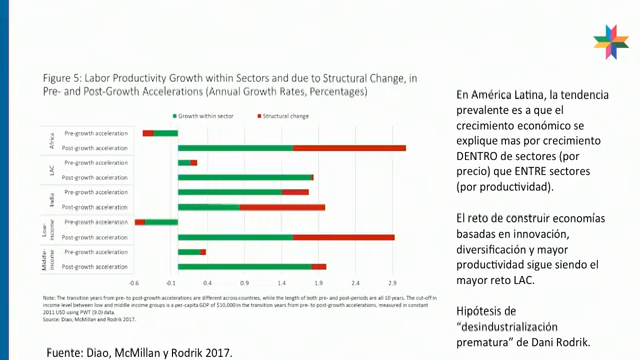 Figure 5: Labor Productivity Growth within Sectors and due to Structural Change, in
Pre- and Post-Growth Accelerations (Annual Growth Rates, Percentages)
Growth within sector Structural change
Africa
Pre-growth acceleration
Post-growth acceleration
LAC
Pre-growth acceleration
Post-growth acceleration
India
Pre-growth acceleration
Post-growth acceleration
Low-
income
Pre-growth acceleration
Post-growth acceleration
Middle-
income
Pre-growth acceleration
Post-growth acceleration
-0.6 -0.1 0.4 0.9 1.4 1.9 2.4 2.9
Note: The transition years from pre- to post-growth accelerations are different across countries, while the length of both pre- and post-periods are all 10 years. The cut-off in
income level between low and middle income groups is a per-capita GDP of $10,000 in the transition years from pre- to post-growth accelerations, measured in constant
2011 USD using PWT (9.0) data.
Source: Diao, McMillan and Rodrik 2017.
Fuente: Diao, McMillan y Rodrik 2017.
En América Latina, la tendencia
prevalente es a que el
crecimiento económico se
explique mas por crecimiento
DENTRO de sectores (por
precio) que ENTRE sectores
(por productividad).
El reto de construir economías
basadas en innovación,
diversificación y mayor
productividad sigue siendo el
mayor reto LAC.
Hipótesis de
“desindustrialización
prematura” de Dani Rodrik.